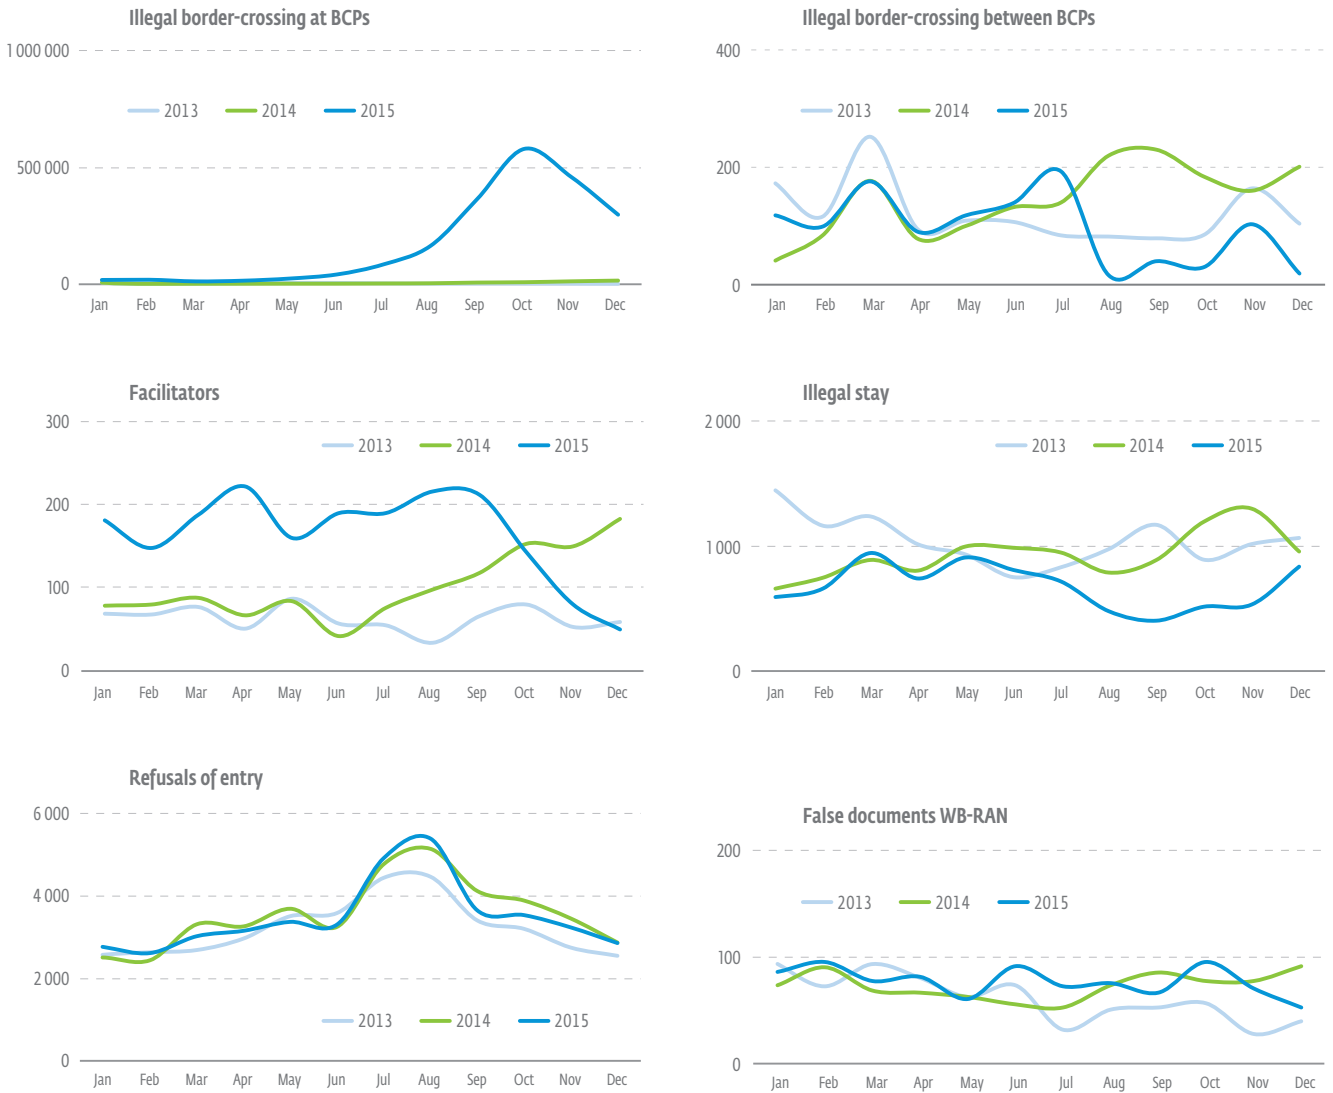 Illegal border-crossing at BCPs
1 000 000
2013 2014 2015
500 000
0
Jan Feb Mar Apr May Jun Jul Aug Sep Oct Nov Dec
Illegal border-crossing between BCPs
400
2013 2014 2015
200
0
Jan Feb Mar Apr May Jun Jul Aug Sep Oct Nov Dec
Facilitators
300
2013 2014 2015
200
100
0
Jan Feb Mar Apr May Jun Jul Aug Sep Oct Nov Dec
Illegal stay
2 000
2013 2014 2015
1 000
0
Jan Feb Mar Apr May Jun Jul Aug Sep Oct Nov Dec
Refusals of entry
6 000
4 000
2 000
2013 2014 2015
0
Jan Feb Mar Apr May Jun Jul Aug Sep Oct Nov Dec
False documents WB-RAN
200
2013 2014 2015
100
0
Jan Feb Mar Apr May Jun Jul Aug Sep Oct Nov Dec